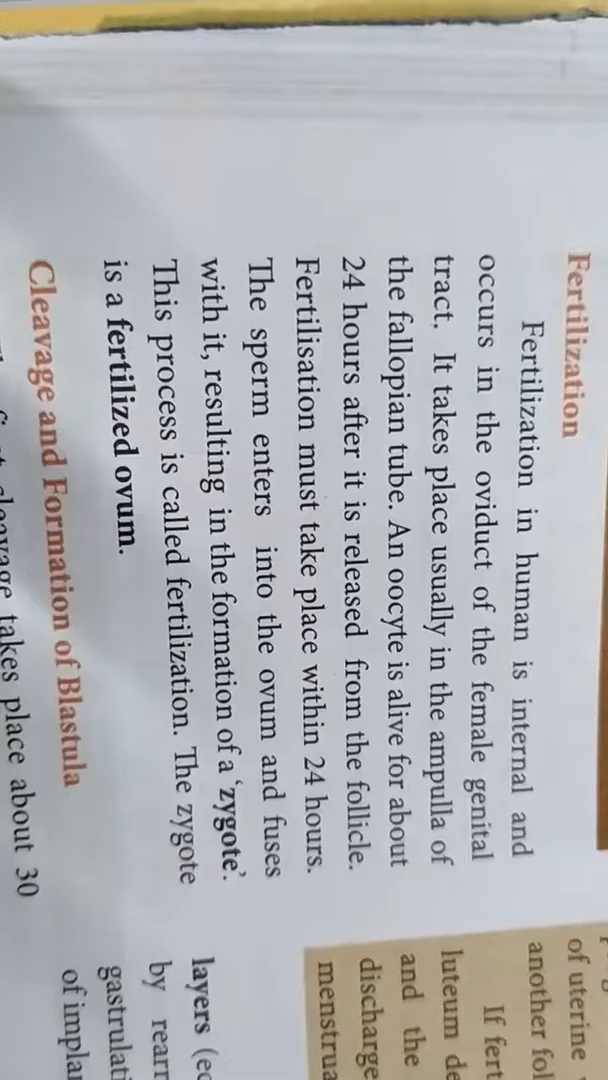 Fertilization
Fertilization in human is internal and
occurs in the oviduct of the female genital
tract. It takes place usually in the ampulla of
the fallopian tube. An oocyte is alive for about
24 hours after it is released from the follicle.
Fertilisation must take place within 24 hours.
The sperm enters into the ovum and fuses
with it, resulting in the formation of a ‘zygote’.
This process is called fertilization. The zygote
is a fertilized ovum.
Cleavage and Formation of Blastula
cleavage takes place about 30
of uterine
another fol
If fert
luteum de
and the
discharge
menstrua
layers (ec
by rearr
gastrulati
of implan